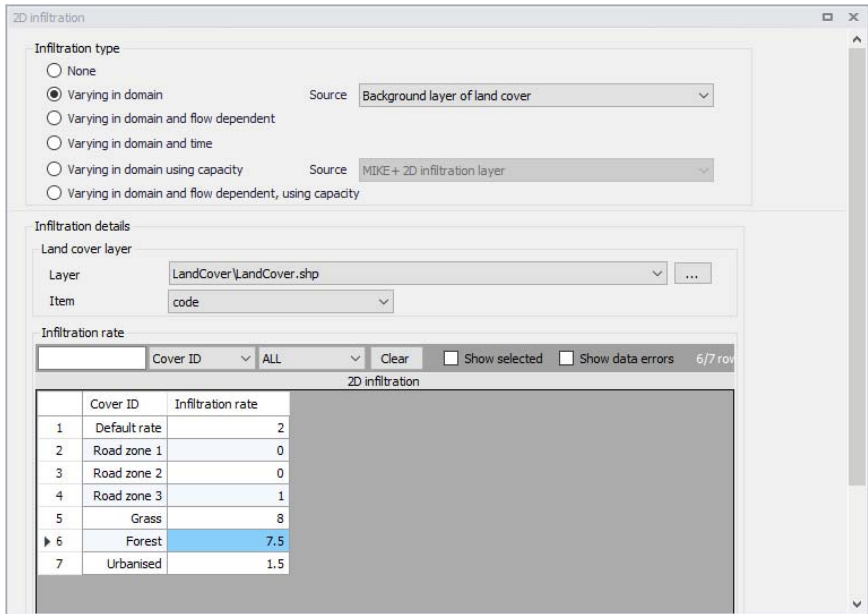 2D infiltration
Infiltration type
None
Varying in domain Source Background layer of land cover
Varying in domain and flow dependent
Varying in domain and time
Varying in domain using capacity Source MIKE+ 2D infiltration layer
Varying in domain and flow dependent, using capacity
Infiltration details
Land cover layer
Layer LandCover\LandCover.shp ...
Item code
Infiltration rate
Cover ID ALL Clear Show selected Show data errors 6/7 row
2D infiltration
Cover ID Infiltration rate
1 Default rate 2
2 Road zone 1 0
3 Road zone 2 0
4 Road zone 3 1
5 Grass 8
6 Forest 7.5
7 Urbanised 1.5